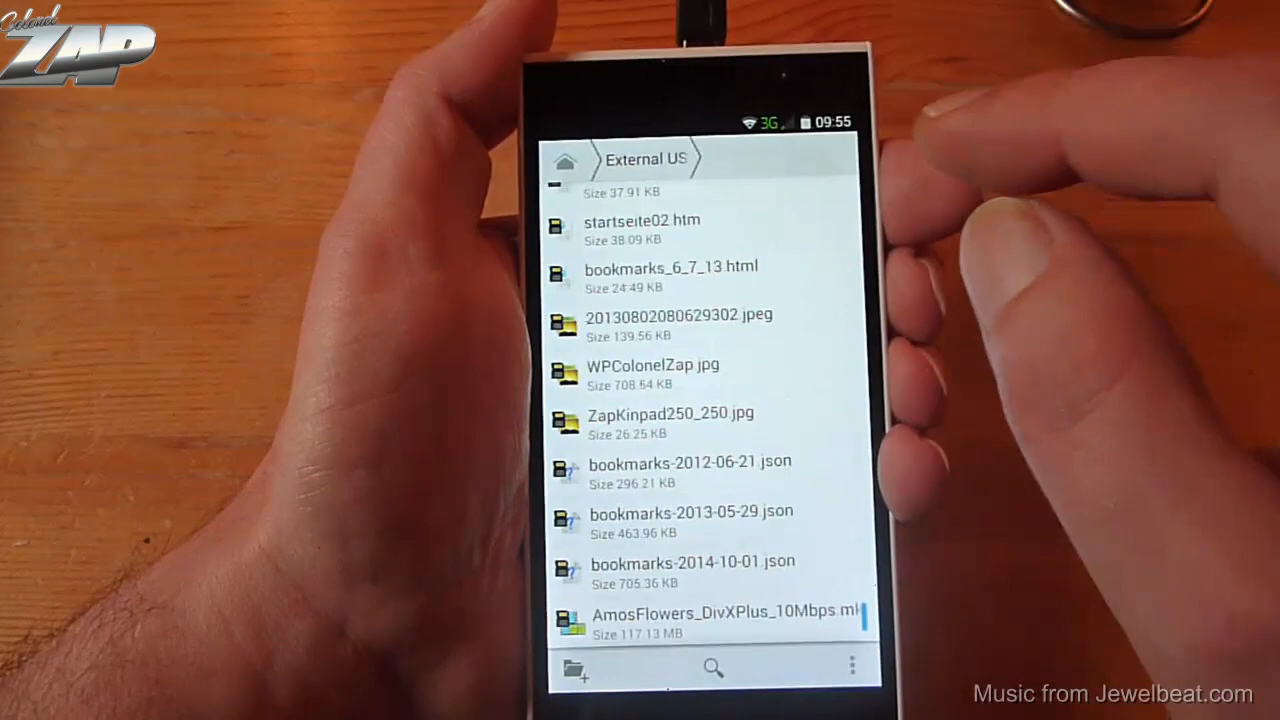 Colonel
ZAP
3G 09:55
External US
Size 37.91 KB
startseite02.htm
Size 38.09 KB
bookmarks_6_7_13.html
Size 24.49 KB
20130802080629302.jpeg
Size 139.56 KB
WPColonelZap.jpg
Size 708.54 KB
ZapKinpad250_250.jpg
Size 26.25 KB
bookmarks-2012-06-21.json
Size 296.21 KB
bookmarks-2013-05-29.json
Size 463.96 KB
bookmarks-2014-10-01.json
Size 705.36 KB
AmosFlowers_DivXPlus_10Mbps.mk
Size 117.13 MB
Music from Jewelbeat.com